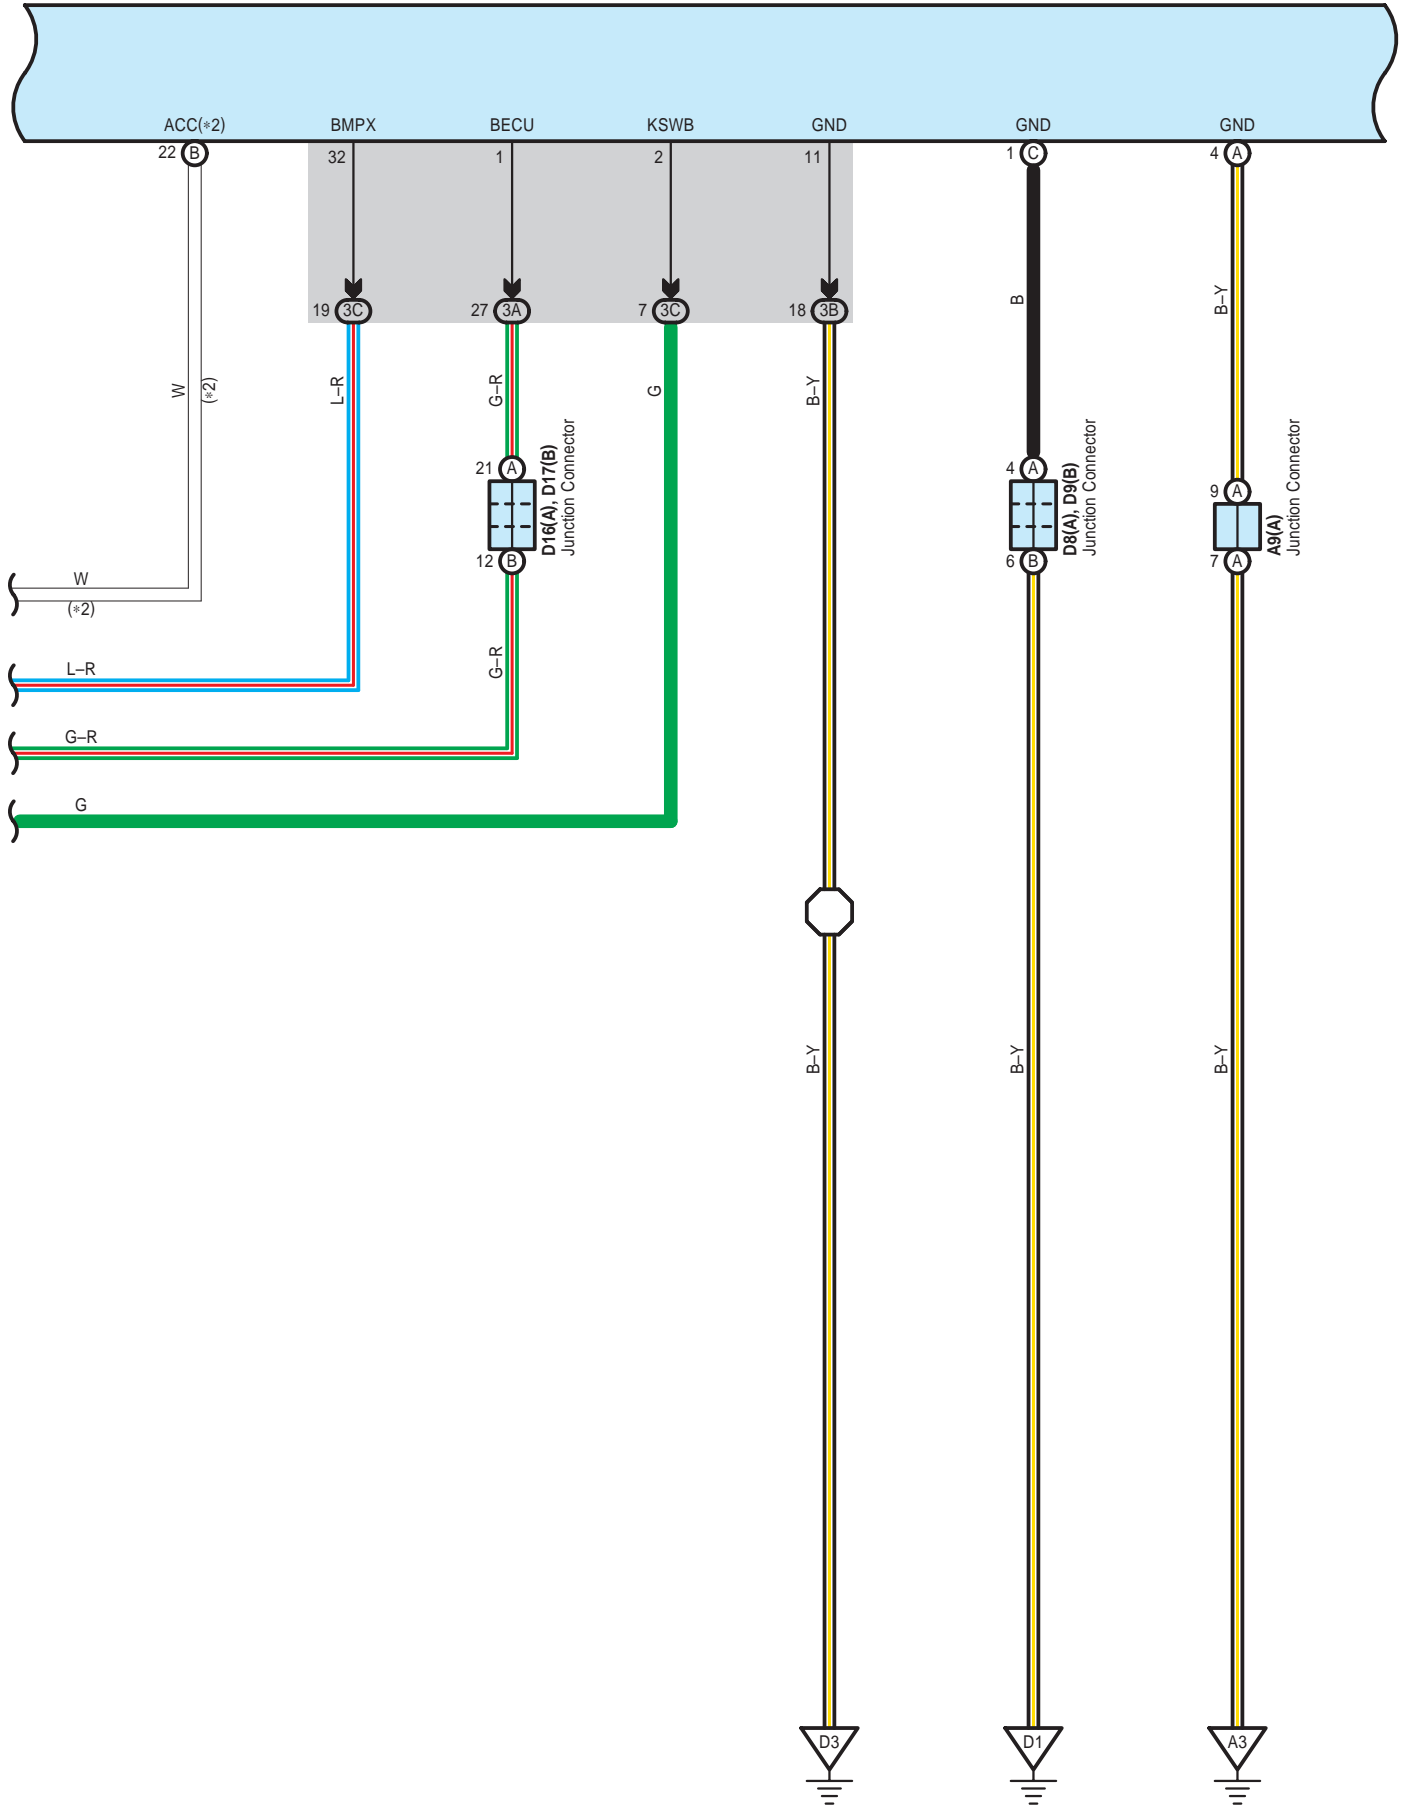 ACC(*2) BMPX BECU KSWB GND GND GND
22 B 32 1 2 11 1 C 4 A
19 3C 27 3A 7 3C 18 3B
B B–Y
W (*2) L–R G–R G B–Y
21 A 4 A 9 A
D16(A), D17(B)
Junction Connector
D8(A), D9(B)
Junction Connector
A9(A)
Junction Connector
12 B 6 B 7 A
W
(*2)
L–R
G–R
G–R
G
B–Y B–Y B–Y
D3 D1 A3